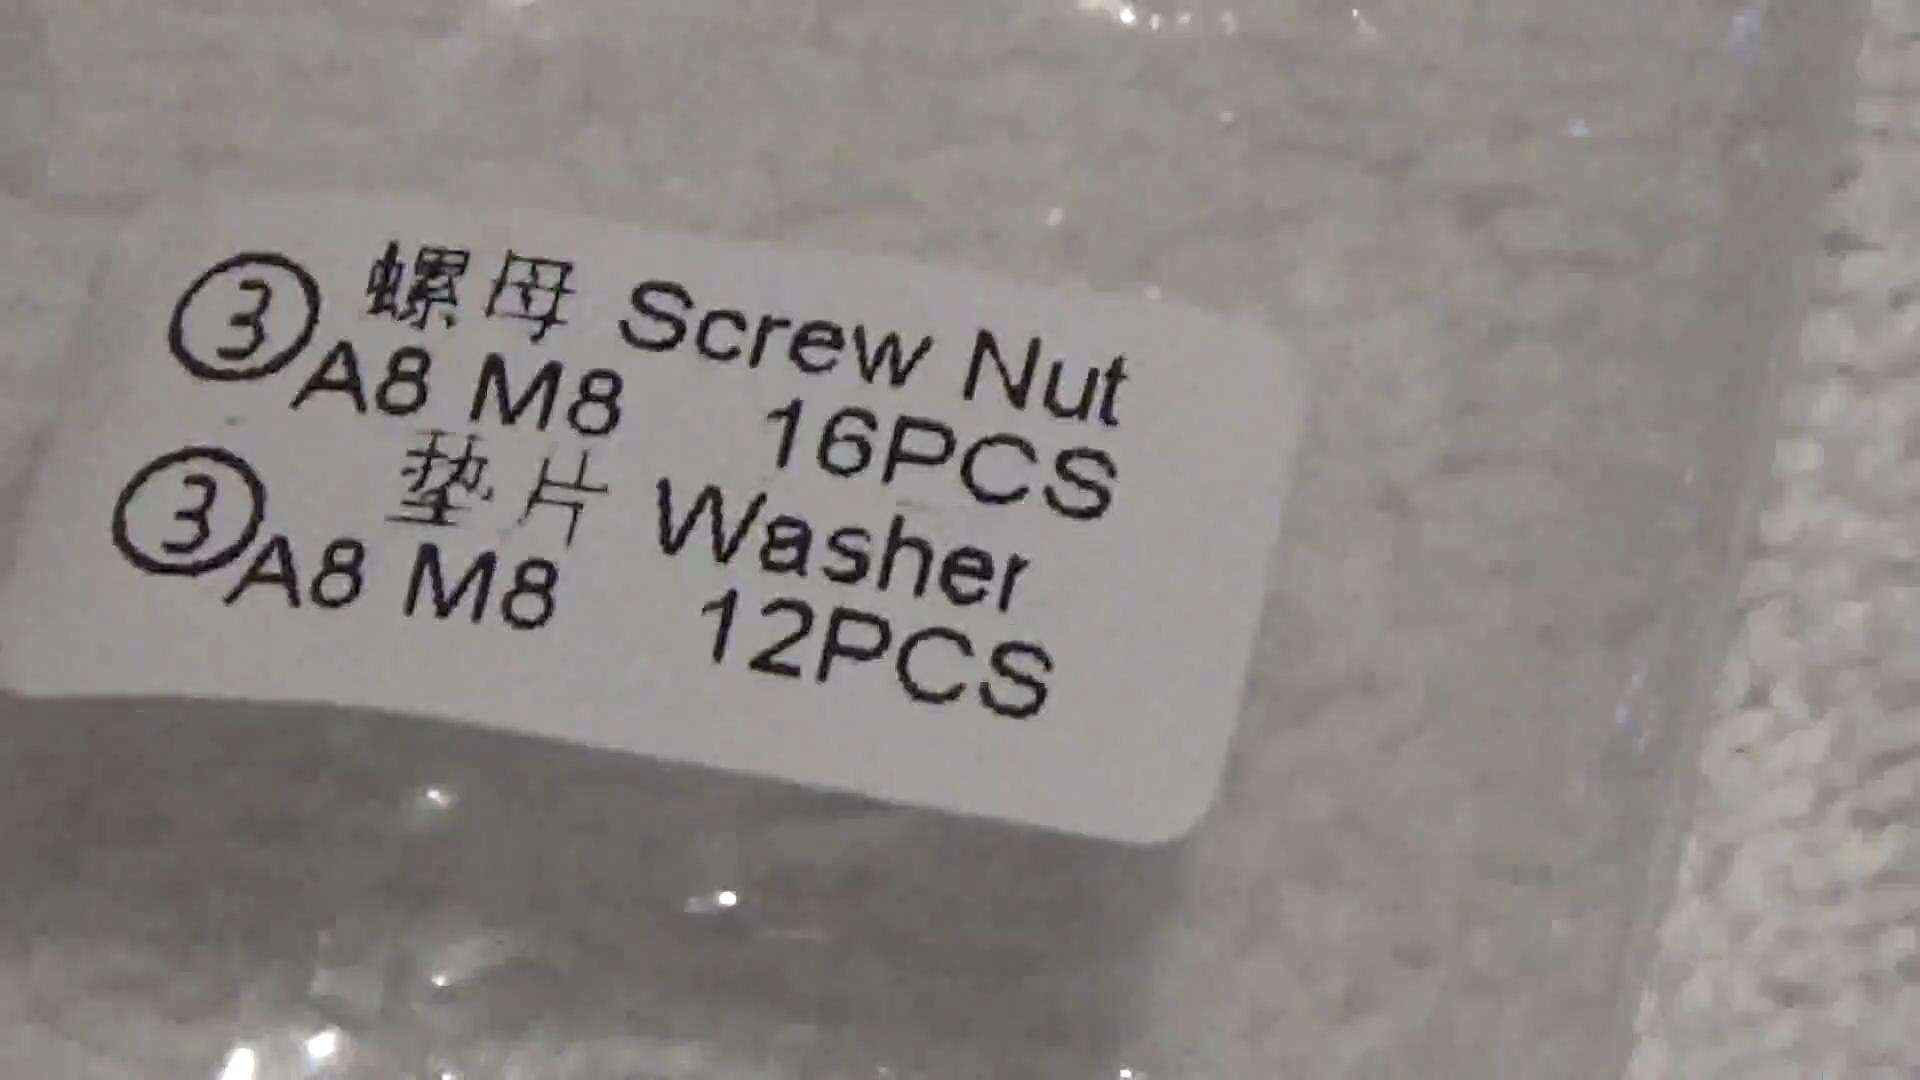 ③ 螺母 Screw Nut
A8 M8 16PCS
③ 垫片 Washer
A8 M8 12PCS